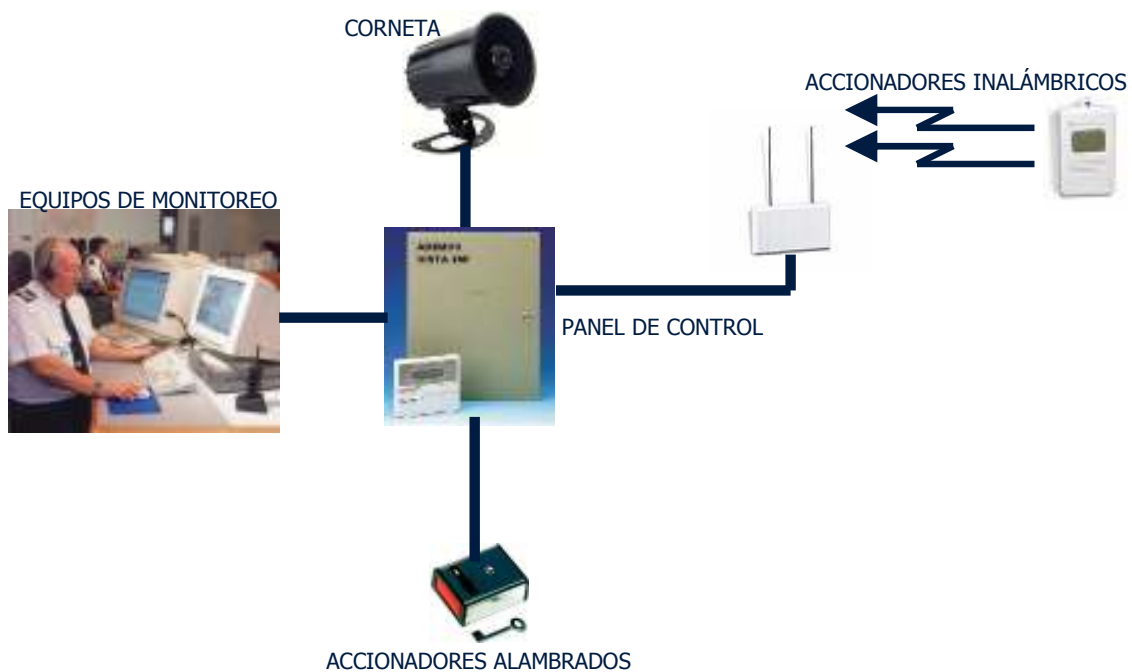 CORNETA
ACCIONADORES INALÁMBRICOS
EQUIPOS DE MONITOREO
PANEL DE CONTROL
ACCIONADORES ALAMBRADOS